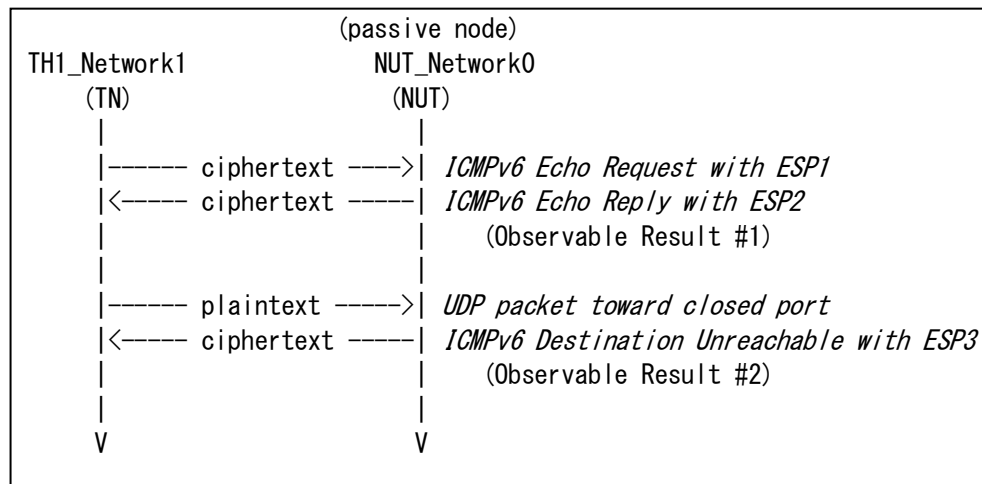 (passive node)
TH1_Network1 NUT_Network0
(TN) (NUT)
| |
|------ ciphertext ---->| ICMPv6 Echo Request with ESP1
|<----- ciphertext -----| ICMPv6 Echo Reply with ESP2
| | (Observable Result #1)
| |
|------ plaintext ----->| UDP packet toward closed port
|<----- ciphertext -----| ICMPv6 Destination Unreachable with ESP3
| | (Observable Result #2)
| |
V V